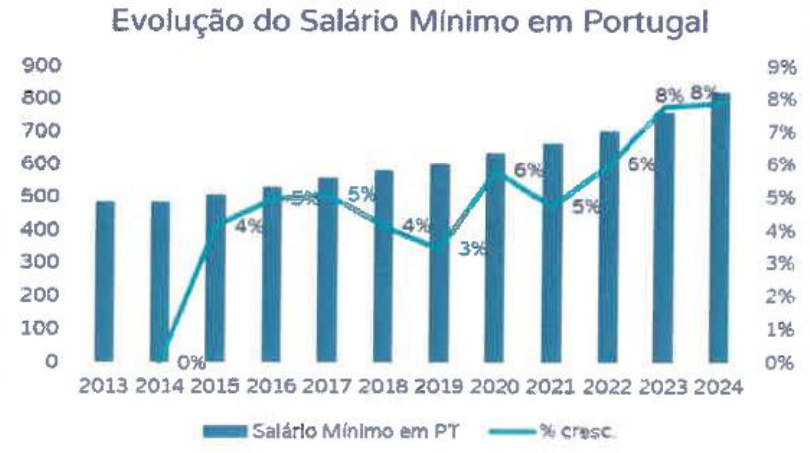 Evolução do Salário Mínimo em Portugal
900 9%
800 8% 8% 8%
700 7%
600 6% 6% 6%
500 5% 5% 5% 5%
400 4% 4% 4%
300 3% 3%
200 2%
100 1%
0 0% 0%
2013 2014 2015 2016 2017 2018 2019 2020 2021 2022 2023 2024
Salário Mínimo em PT % cresc.